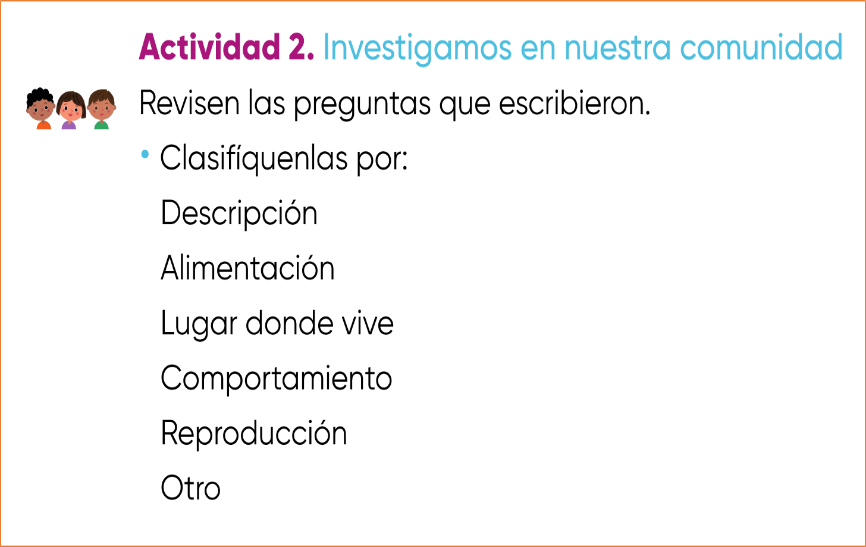 Actividad 2. Investigamos en nuestra comunidad
Revisen las preguntas que escribieron.
• Clasifíquenlas por:
Descripción
Alimentación
Lugar donde vive
Comportamiento
Reproducción
Otro